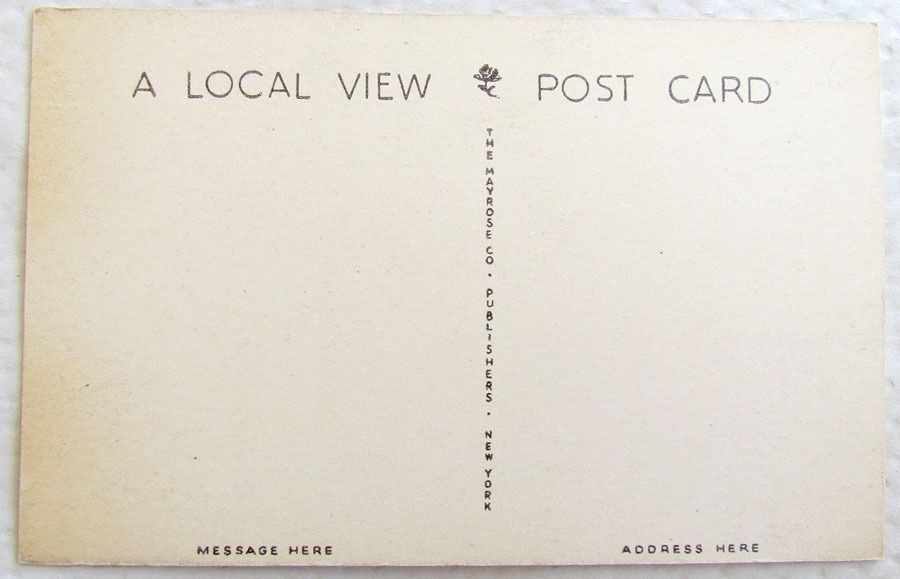 A LOCAL VIEW POST CARD
THE MAYROSE CO • PUBLISHERS • NEW YORK
MESSAGE HERE
ADDRESS HERE